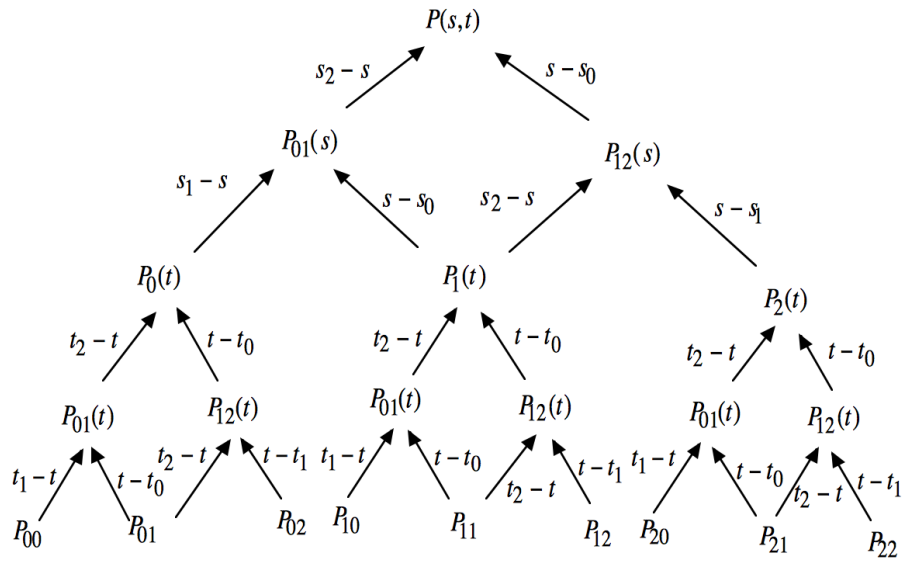 P(s,t)
s₂ − s s − s₀
P₀₁(s) P₁₂(s)
s₁ − s s − s₀ s₂ − s s − s₁
P₀(t) P₁(t) P₂(t)
t₂ − t t − t₀ t₂ − t t − t₀ t₂ − t t − t₀
P₀₁(t) P₁₂(t) P₀₁(t) P₁₂(t) P₀₁(t) P₁₂(t)
t₁ − t t − t₀ t₂ − t t − t₁ t₁ − t t − t₀ t₂ − t t − t₁ t₁ − t t − t₀ t₂ − t t − t₁
P₀₀ P₀₁ P₀₂ P₁₀ P₁₁ P₁₂ P₂₀ P₂₁ P₂₂